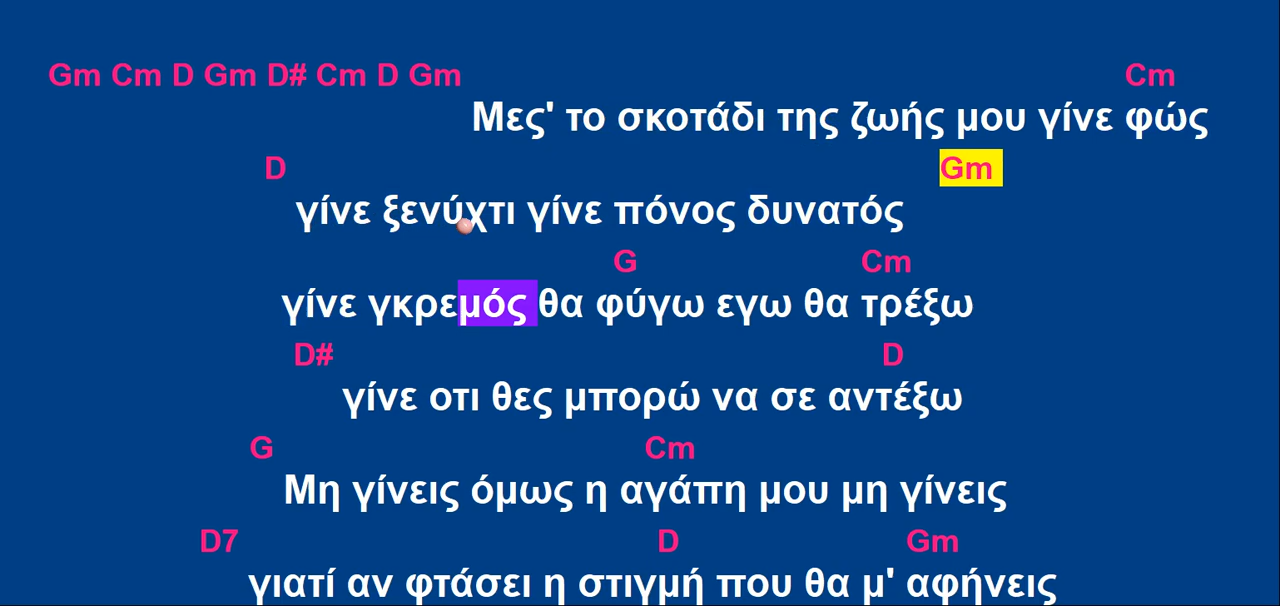 Gm Cm D Gm D# Cm D Gm Cm
Μες' το σκοτάδι της ζωής μου γίνε φώς
D Gm
γίνε ξενύχτι γίνε πόνος δυνατός
G Cm
γίνε γκρεμός θα φύγω εγω θα τρέξω
D# D
γίνε οτι θες μπορώ να σε αντέξω
G Cm
Μη γίνεις όμως η αγάπη μου μη γίνεις
D7 D Gm
γιατί αν φτάσει η στιγμή που θα μ' αφήνεις